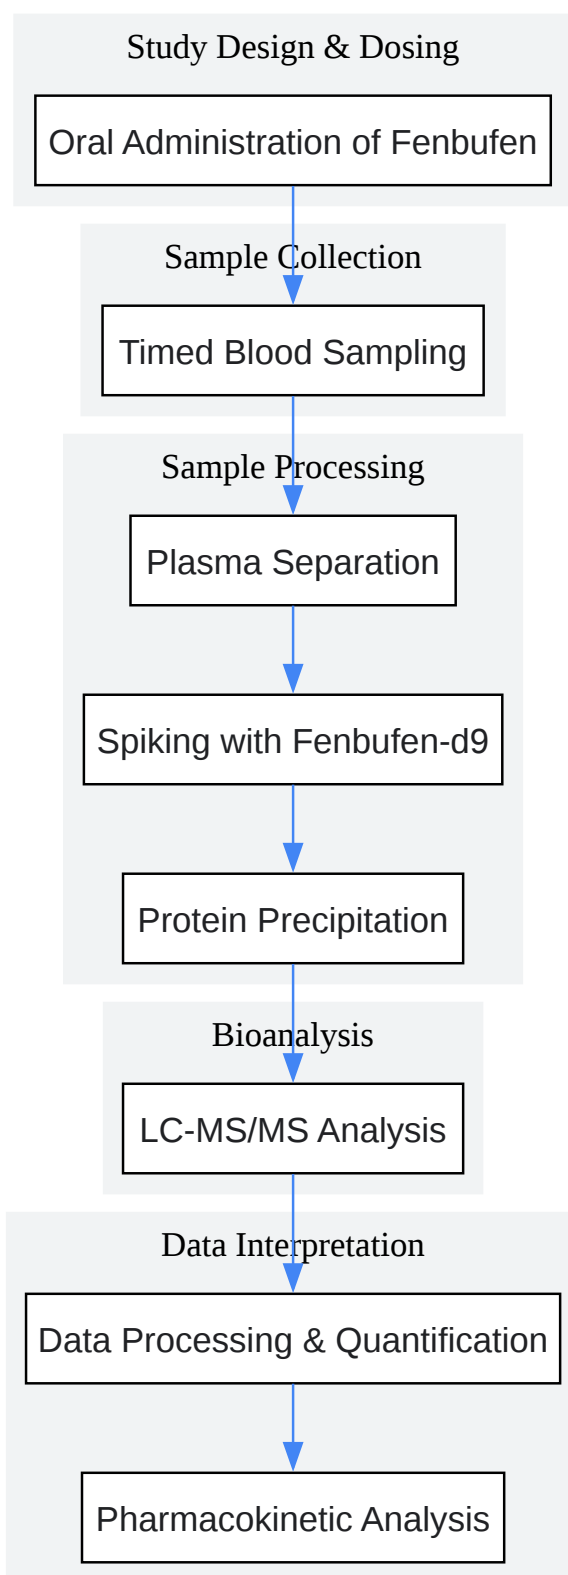 Study Design & Dosing
Oral Administration of Fenbufen
Sample Collection
Timed Blood Sampling
Sample Processing
Plasma Separation
Spiking with Fenbufen-d9
Protein Precipitation
Bioanalysis
LC-MS/MS Analysis
Data Interpretation
Data Processing & Quantification
Pharmacokinetic Analysis